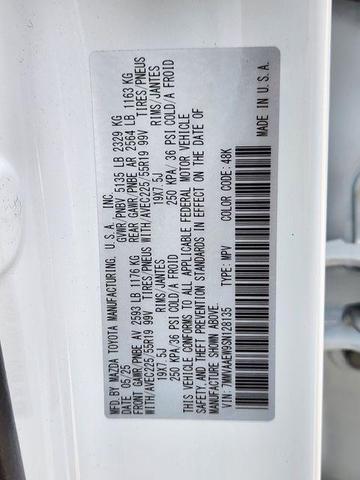 MFD. BY MAZDA TOYOTA MANUFACTURING, U.S.A., INC.
DATE 06/25 GVWR/PNBV 5135 LB 2329 KG
FRONT GAWR/PNBE AV 2593 LB 1176 KG REAR GAWR/PNBE AR 2564 LB 1163 KG
WITH/AVEC225/55R19 99V TIRES/PNEUS WITH/AVEC225/55R19 99V TIRES/PNEUS
19X7.5J RIMS/JANTES 19X7.5J RIMS/JANTES
250 KPA/ 36 PSI COLD/A FROID 250 KPA/ 36 PSI COLD/A FROID
THIS VEHICLE CONFORMS TO ALL APPLICABLE FEDERAL MOTOR VEHICLE
SAFETY, AND THEFT PREVENTION STANDARDS IN EFFECT ON THE DATE OF
MANUFACTURE SHOWN ABOVE.
VIN: TYPE: MPV COLOR CODE: 48K
MADE IN U.S.A.